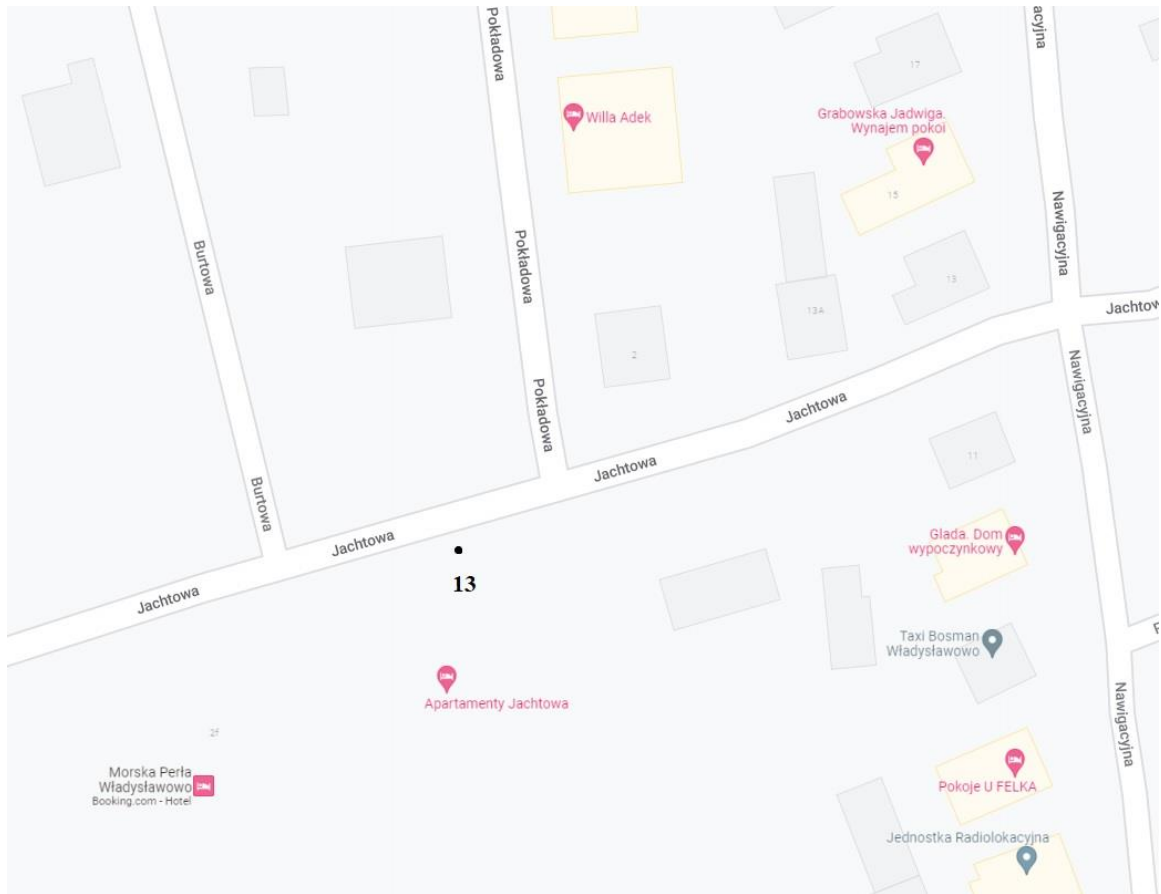 Pokładowa
acyjna
17
Willa Adek
Grabowska Jadwiga.
Wynajem pokoi
15
Burtowa
Pokładowa
Nawigacyjna
13
13A
Jachtow
2
Pokładowa
Jachtowa
Nawigacyjna
Jachtowa
11
Burtowa
Jachtowa
13
Glada. Dom
wypoczynkowy
Jachtowa
Taxi Bosman
Władysławowo
Apartamenty Jachtowa
Nawigacyjna
2f
Morska Perła
Władysławowo
Booking.com - Hotel
Pokoje U FELKA
Jednostka Radiolokacyjna